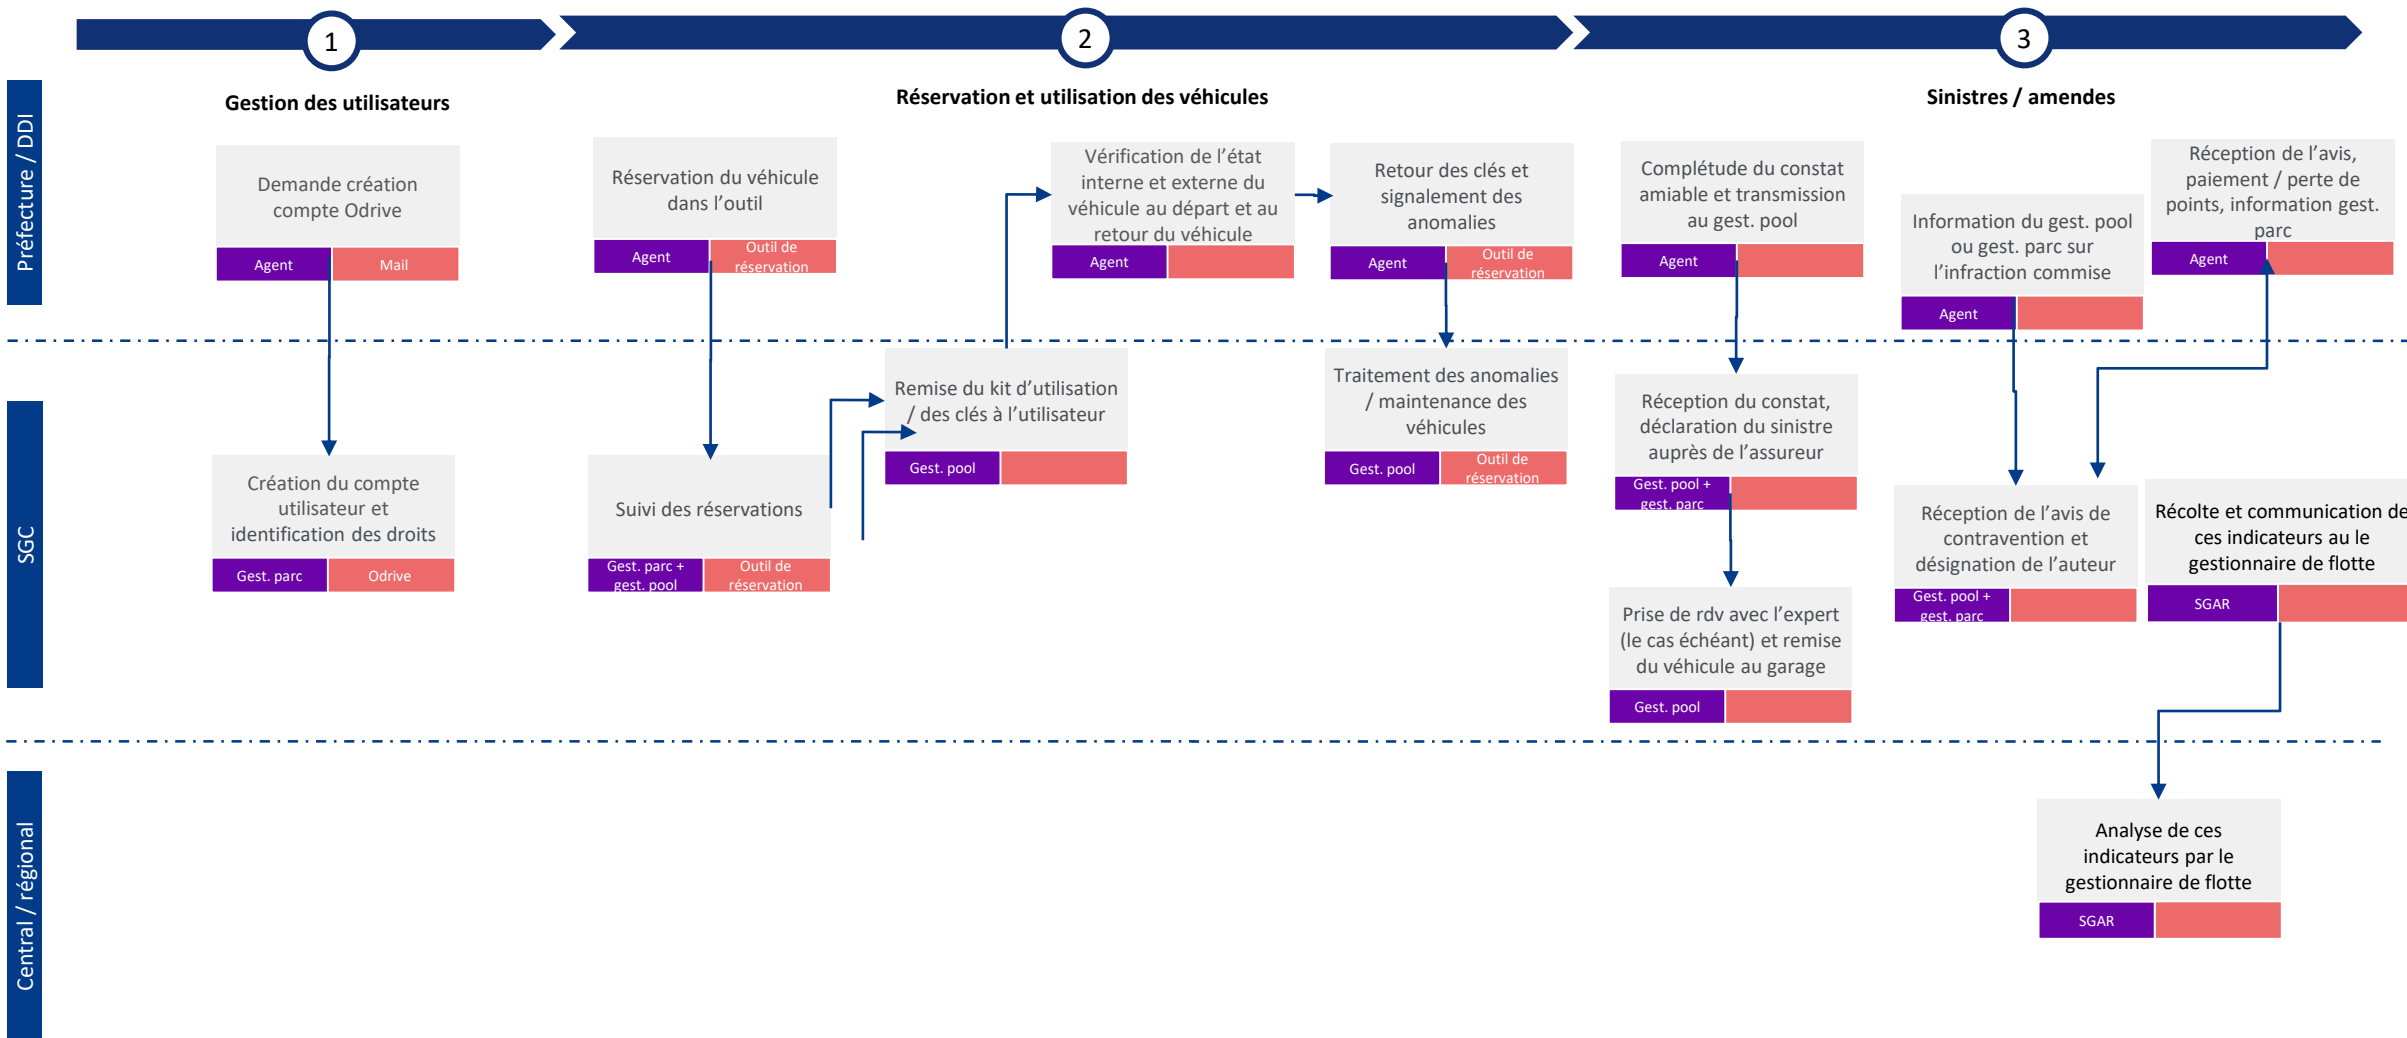 1
2
3
Gestion des utilisateurs
Réservation et utilisation des véhicules
Sinistres / amendes
Préfecture / DDI
Demande création
compte Odrive
Agent
Mail
Réservation du véhicule
dans l’outil
Agent
Outil de
réservation
Vérification de l’état
interne et externe du
véhicule au départ et au
retour du véhicule
Agent
Retour des clés et
signalement des
anomalies
Agent
Outil de
réservation
Complétude du constat
amiable et transmission
au gest. pool
Agent
Information du gest. pool
ou gest. parc sur
l’infraction commise
Agent
Réception de l’avis,
paiement / perte de
points, information gest.
parc
Agent
SGC
Création du compte
utilisateur et
identification des droits
Gest. parc
Odrive
Suivi des réservations
Gest. parc +
gest. pool
Outil de
réservation
Remise du kit d’utilisation
/ des clés à l’utilisateur
Gest. pool
Traitement des anomalies
/ maintenance des
véhicules
Gest. pool
Outil de
réservation
Réception du constat,
déclaration du sinistre
auprès de l’assureur
Gest. pool +
gest. parc
Prise de rdv avec l’expert
(le cas échéant) et remise
du véhicule au garage
Gest. pool
Réception de l’avis de
contravention et
désignation de l’auteur
Gest. pool +
gest. parc
Récolte et communication de
ces indicateurs au le
gestionnaire de flotte
SGAR
Central / régional
Analyse de ces
indicateurs par le
gestionnaire de flotte
SGAR